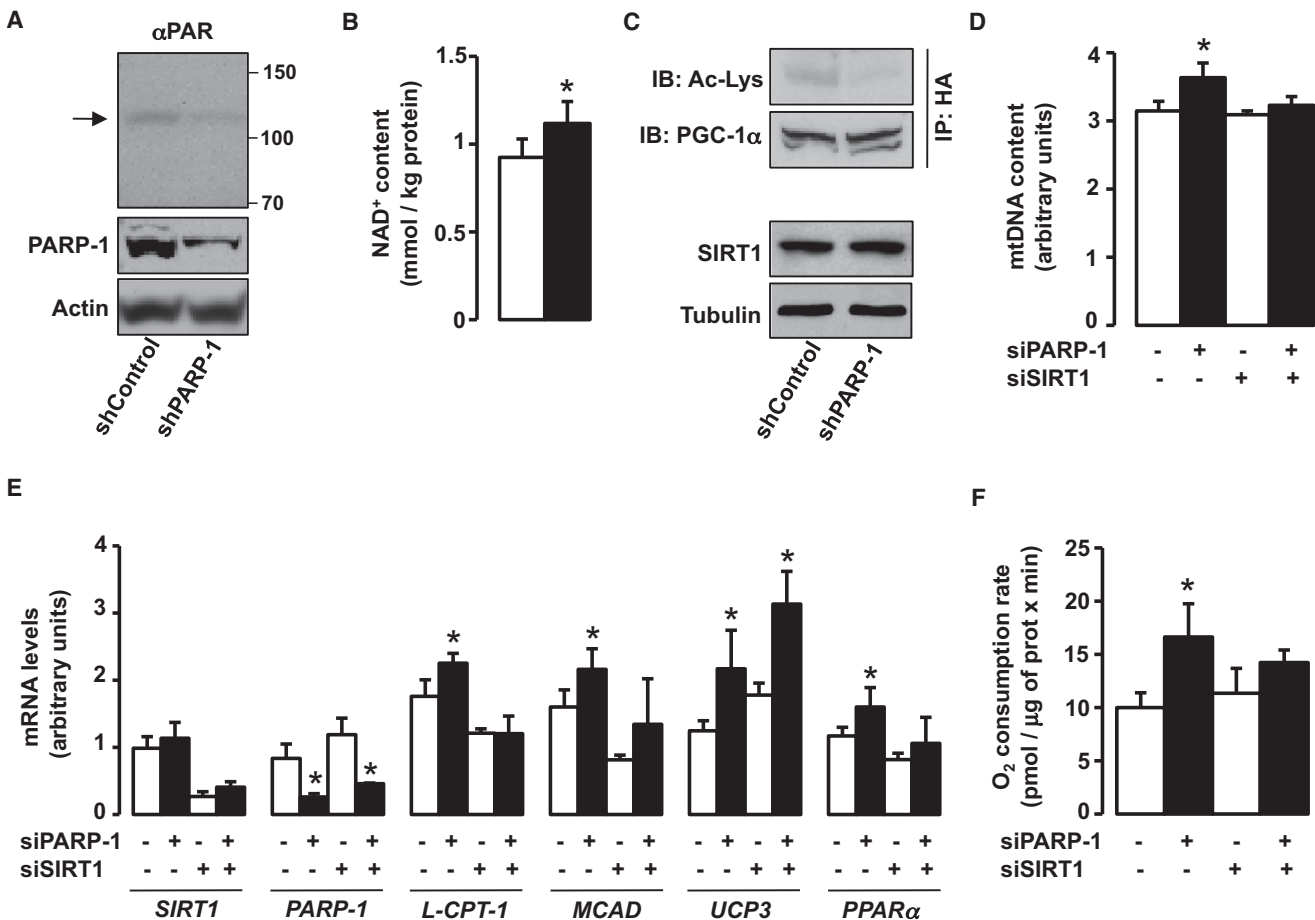 A
αPAR
150
100
70
PARP-1
Actin
shControl
shPARP-1
B
NAD+ content
(mmol / kg protein)
1.5
1
0.5
0
*
C
IB: Ac-Lys
IB: PGC-1α
IP: HA
SIRT1
Tubulin
shControl
shPARP-1
D
mtDNA content
(arbitrary units)
4
3
2
1
0
*
siPARP-1 - + - +
siSIRT1 - - + +
E
mRNA levels
(arbitrary units)
4
3
2
1
0
* * * * * * *
siPARP-1 - + - + - + - + - + - + - + - + - + - + - + - +
siSIRT1 - - + + - - + + - - + + - - + + - - + + - - + +
SIRT1 PARP-1 L-CPT-1 MCAD UCP3 PPARα
F
O2 consumption rate
(pmol / μg of prot x min)
25
20
15
10
5
0
*
siPARP-1 - + - +
siSIRT1 - - + +